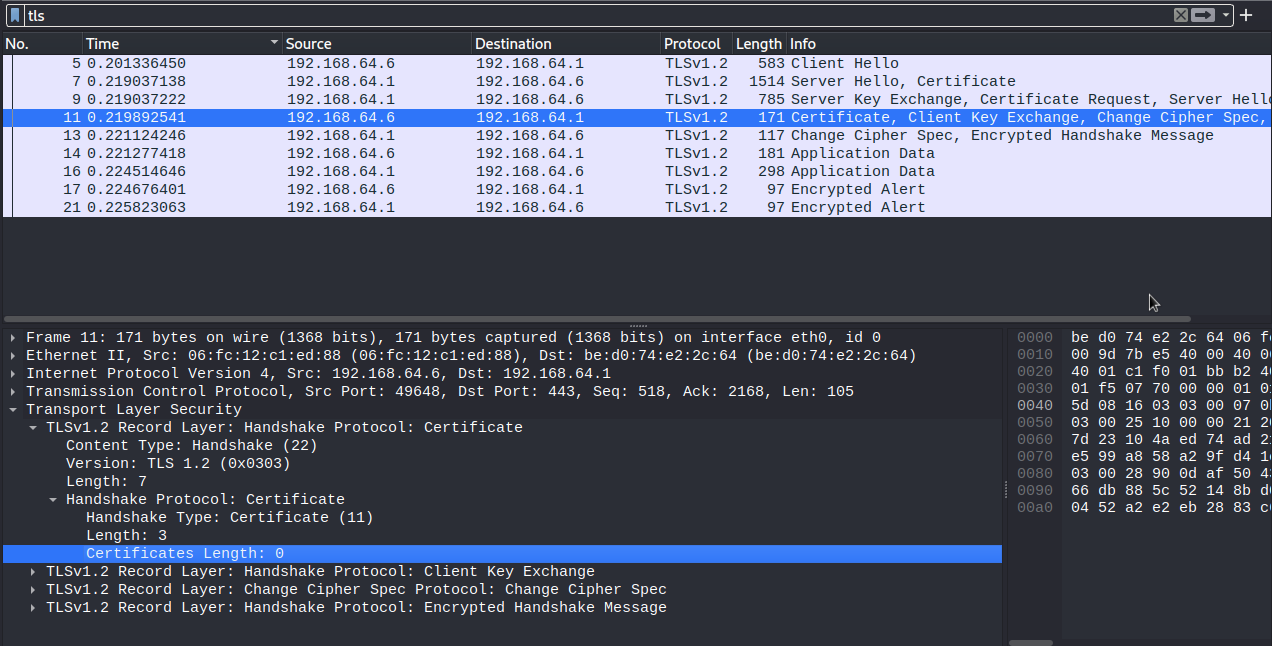 tls
No. Time Source Destination Protocol Length Info
5 0.201336450 192.168.64.6 192.168.64.1 TLSv1.2 583 Client Hello
7 0.219037138 192.168.64.1 192.168.64.6 TLSv1.2 1514 Server Hello, Certificate
9 0.219037222 192.168.64.1 192.168.64.6 TLSv1.2 785 Server Key Exchange, Certificate Request, Server Hello
11 0.219892541 192.168.64.6 192.168.64.1 TLSv1.2 171 Certificate, Client Key Exchange, Change Cipher Spec,
13 0.221124246 192.168.64.1 192.168.64.6 TLSv1.2 117 Change Cipher Spec, Encrypted Handshake Message
14 0.221277418 192.168.64.6 192.168.64.1 TLSv1.2 181 Application Data
16 0.224514646 192.168.64.1 192.168.64.6 TLSv1.2 298 Application Data
17 0.224676401 192.168.64.6 192.168.64.1 TLSv1.2 97 Encrypted Alert
21 0.225823063 192.168.64.1 192.168.64.6 TLSv1.2 97 Encrypted Alert
Frame 11: 171 bytes on wire (1368 bits), 171 bytes captured (1368 bits) on interface eth0, id 0
Ethernet II, Src: 06:fc:12:c1:ed:88 (06:fc:12:c1:ed:88), Dst: be:d0:74:e2:2c:64 (be:d0:74:e2:2c:64)
Internet Protocol Version 4, Src: 192.168.64.6, Dst: 192.168.64.1
Transmission Control Protocol, Src Port: 49648, Dst Port: 443, Seq: 518, Ack: 2168, Len: 105
Transport Layer Security
TLSv1.2 Record Layer: Handshake Protocol: Certificate
Content Type: Handshake (22)
Version: TLS 1.2 (0x0303)
Length: 7
Handshake Protocol: Certificate
Handshake Type: Certificate (11)
Length: 3
Certificates Length: 0
TLSv1.2 Record Layer: Handshake Protocol: Client Key Exchange
TLSv1.2 Record Layer: Change Cipher Spec Protocol: Change Cipher Spec
TLSv1.2 Record Layer: Handshake Protocol: Encrypted Handshake Message
0000 be d0 74 e2 2c 64 06
0010 00 9d 7b e5 40 00 40
0020 40 01 c1 f0 01 bb b2
0030 01 f5 07 70 00 00 01
0040 5d 08 16 03 03 00 07
0050 03 00 25 10 00 00 21
0060 7d 23 10 4a ed 74 ad
0070 e5 99 a8 58 a2 9f d4
0080 03 00 28 90 0d af 50
0090 66 db 88 5c 52 14 8b
00a0 04 52 a2 e2 eb 28 83